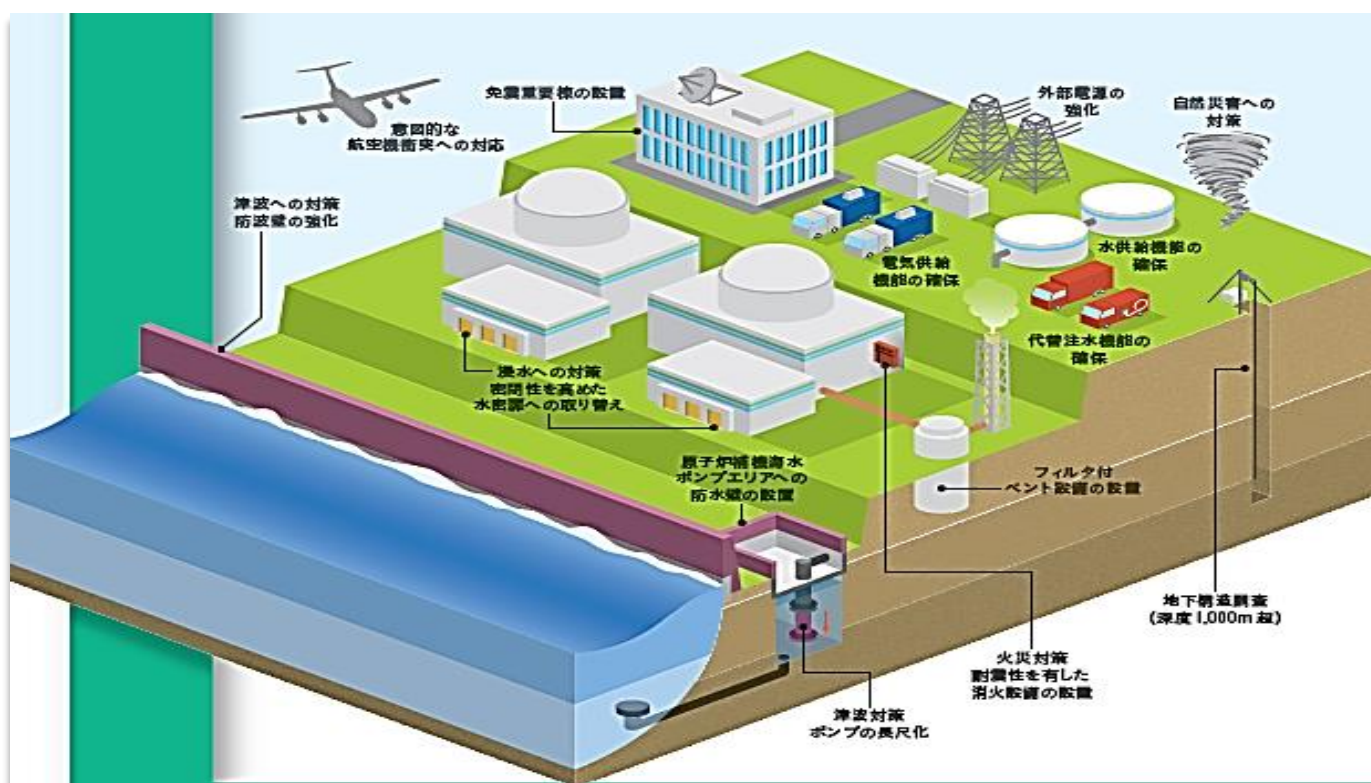 免震重要棟の設置
外部電源の
強化
自然災害への
対策
意図的な
航空機衝突への対応
津波への対策
防波壁の強化
電気供給
機能の確保
水供給機能の
確保
代替注水機能の
確保
浸水への対策
密閉性を高めた
水密扉への取り替え
原子炉補機海水
ポンプエリアへの
防水壁の設置
フィルタ付
ベント設備の設置
地下構造調査
(深度1,000m超)
火災対策
耐震性を有した
消火設備の設置
津波対策
ポンプの長尺化